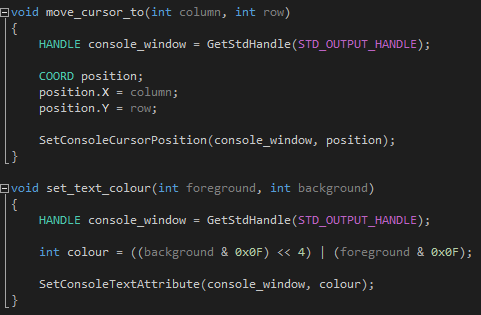 void move_cursor_to(int column, int row)
{
    HANDLE console_window = GetStdHandle(STD_OUTPUT_HANDLE);

    COORD position;
    position.X = column;
    position.Y = row;

    SetConsoleCursorPosition(console_window, position);
}

void set_text_colour(int foreground, int background)
{
    HANDLE console_window = GetStdHandle(STD_OUTPUT_HANDLE);

    int colour = ((background & 0x0F) << 4) | (foreground & 0x0F);

    SetConsoleTextAttribute(console_window, colour);
}